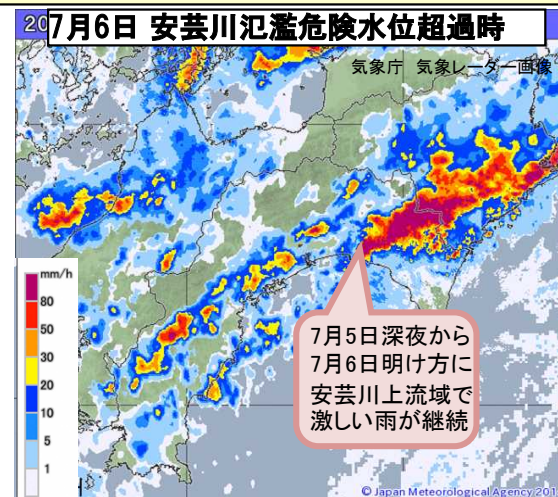 20
7月6日 安芸川氾濫危険水位超過時
気象庁 気象レーダー画像
mm/h
80
50
30
20
10
5
1
7月5日深夜から
7月6日明け方に
安芸川上流域で
激しい雨が継続
© Japan Meteorological Agency 201